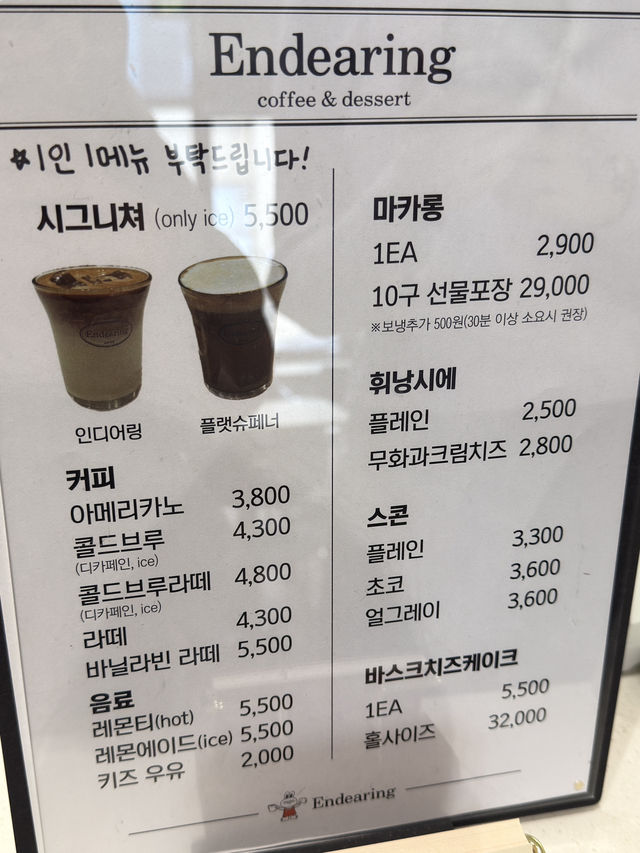 Endearing
coffee & dessert
☆1인 1메뉴 부탁드립니다!
시그니쳐 (only ice) 5,500
Endearing
인디어링
플랫슈페너
커피
아메리카노 3,800
콜드브루 4,300
(디카페인, ice)
콜드브루라떼 4,800
(디카페인, ice)
라떼 4,300
바닐라빈 라떼 5,500
음료
레몬티(hot) 5,500
레몬에이드(ice) 5,500
키즈 우유 2,000
마카롱
1EA 2,900
10구 선물포장 29,000
※보냉추가 500원(30분 이상 소요시 권장)
휘낭시에
플레인 2,500
무화과크림치즈 2,800
스콘
플레인 3,300
초코 3,600
얼그레이 3,600
바스크치즈케이크
1EA 5,500
홀사이즈 32,000
Endearing